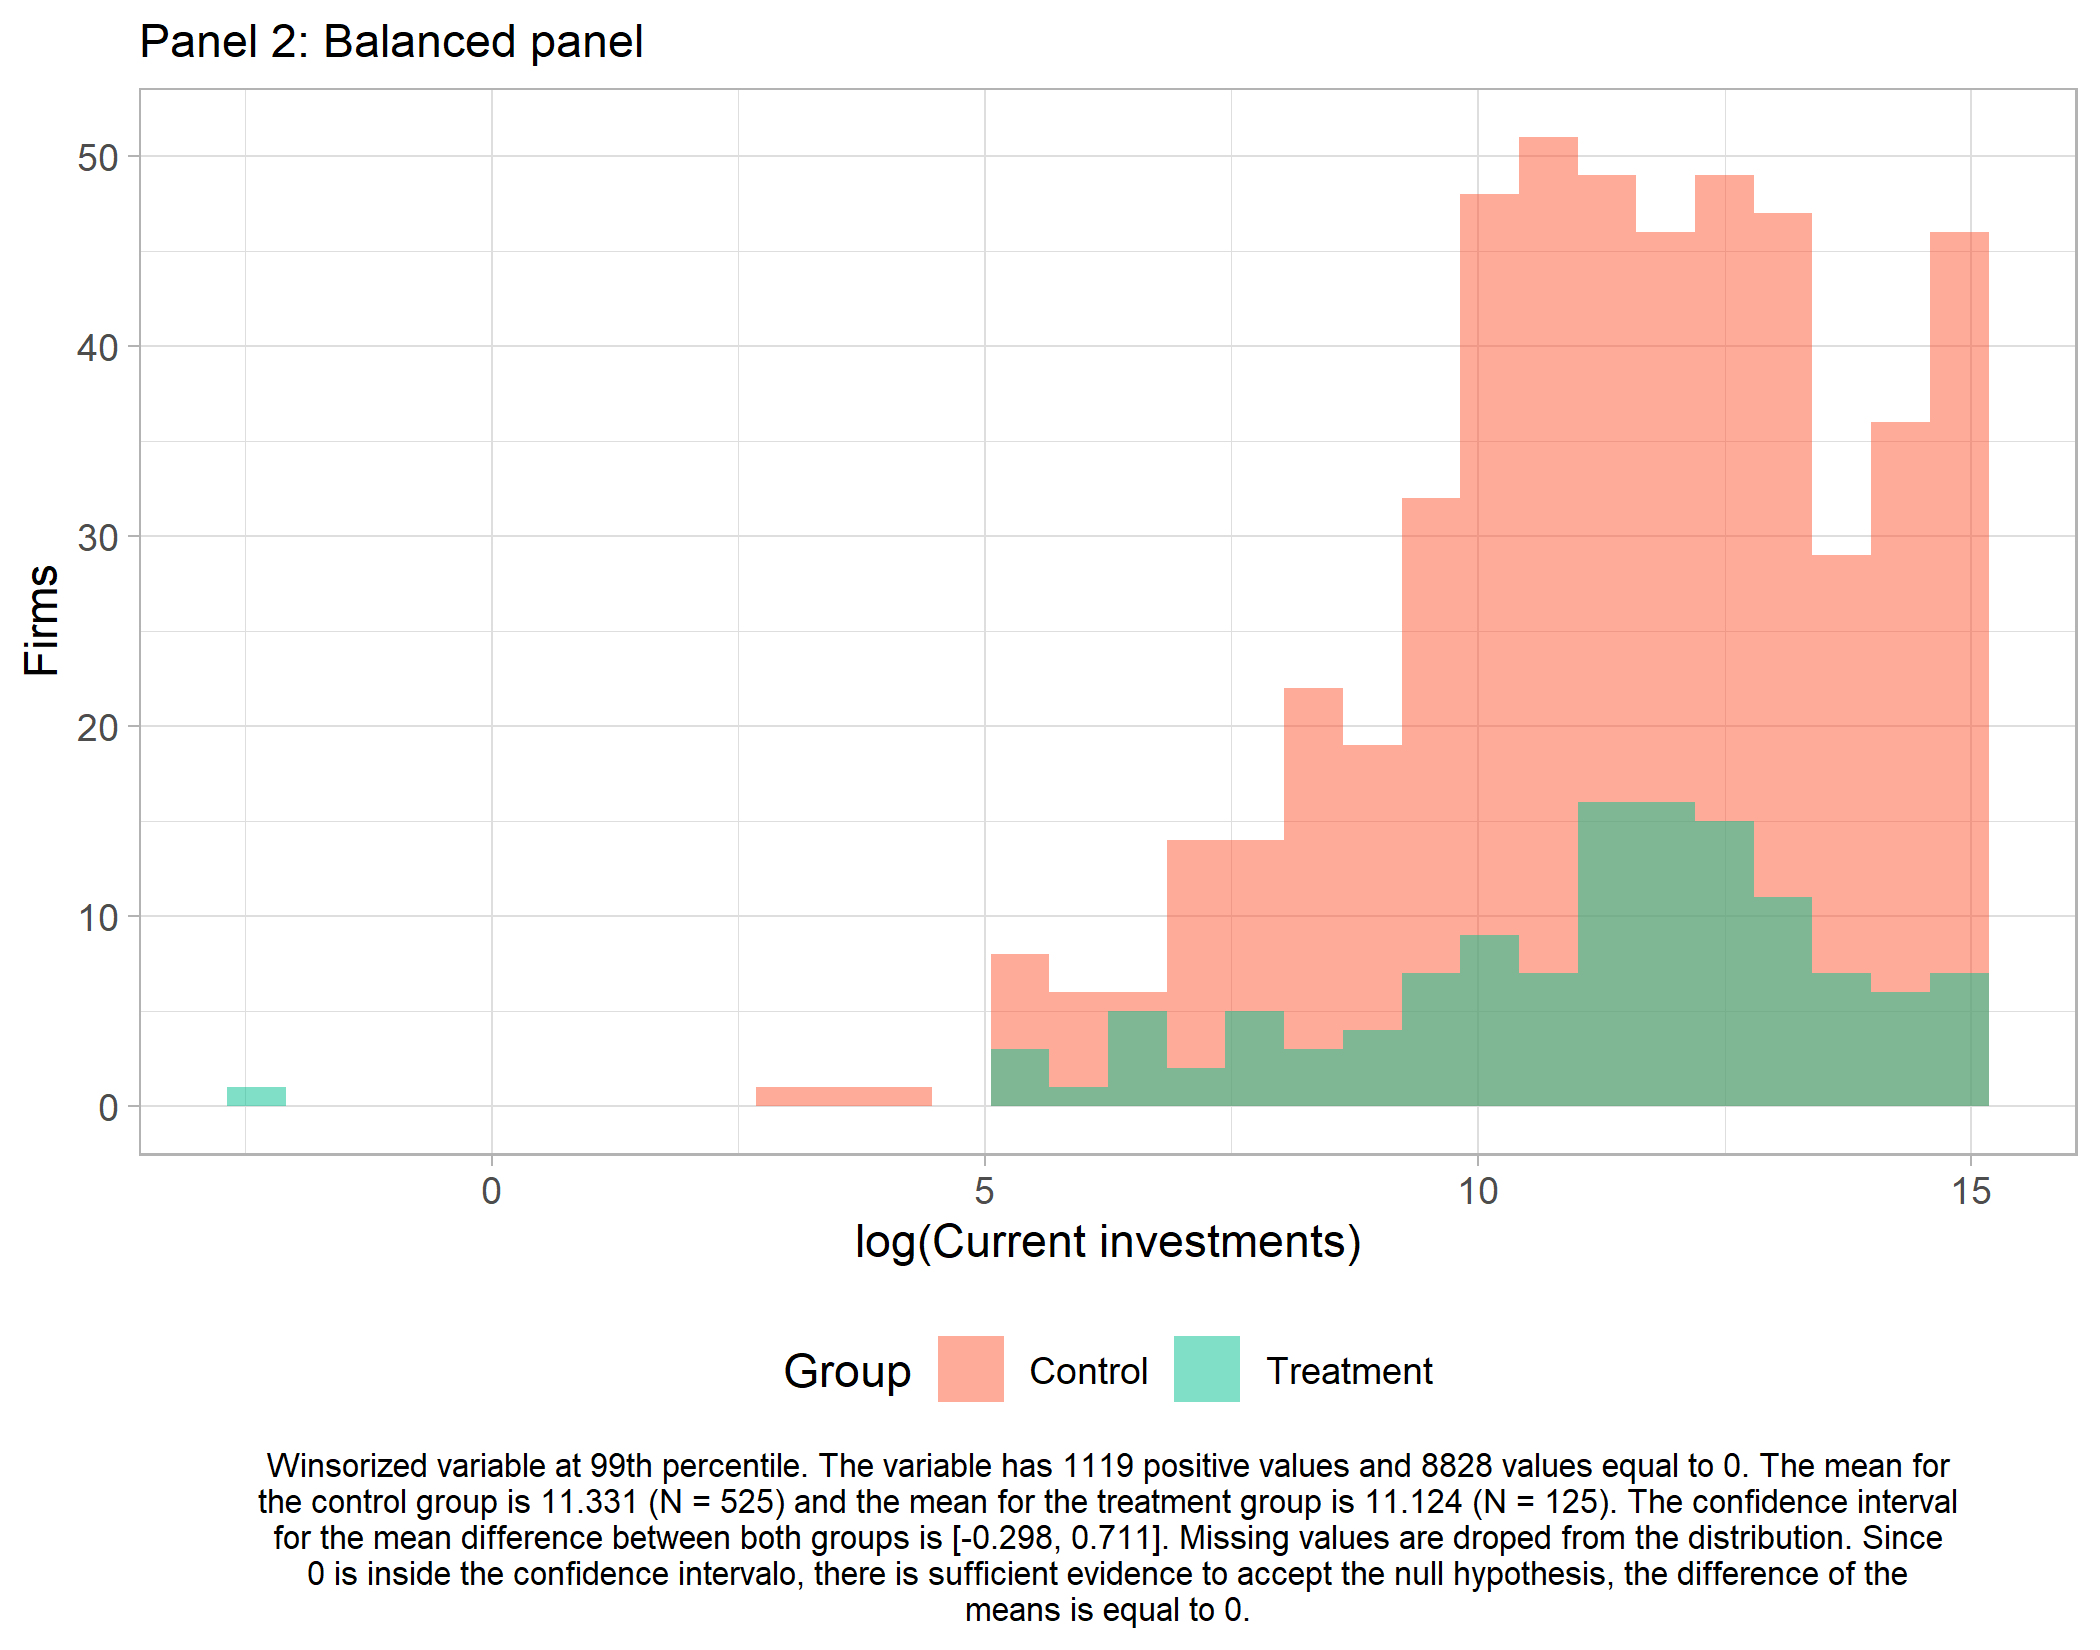 Panel 2: Balanced panel
50
40
30
20
10
0
Firms
0 5 10 15
log(Current investments)
Group Control Treatment
Winsorized variable at 99th percentile. The variable has 1119 positive values and 8828 values equal to 0. The mean for
the control group is 11.331 (N = 525) and the mean for the treatment group is 11.124 (N = 125). The confidence interval
for the mean difference between both groups is [-0.298, 0.711]. Missing values are droped from the distribution. Since
0 is inside the confidence intervalo, there is sufficient evidence to accept the null hypothesis, the difference of the
means is equal to 0.